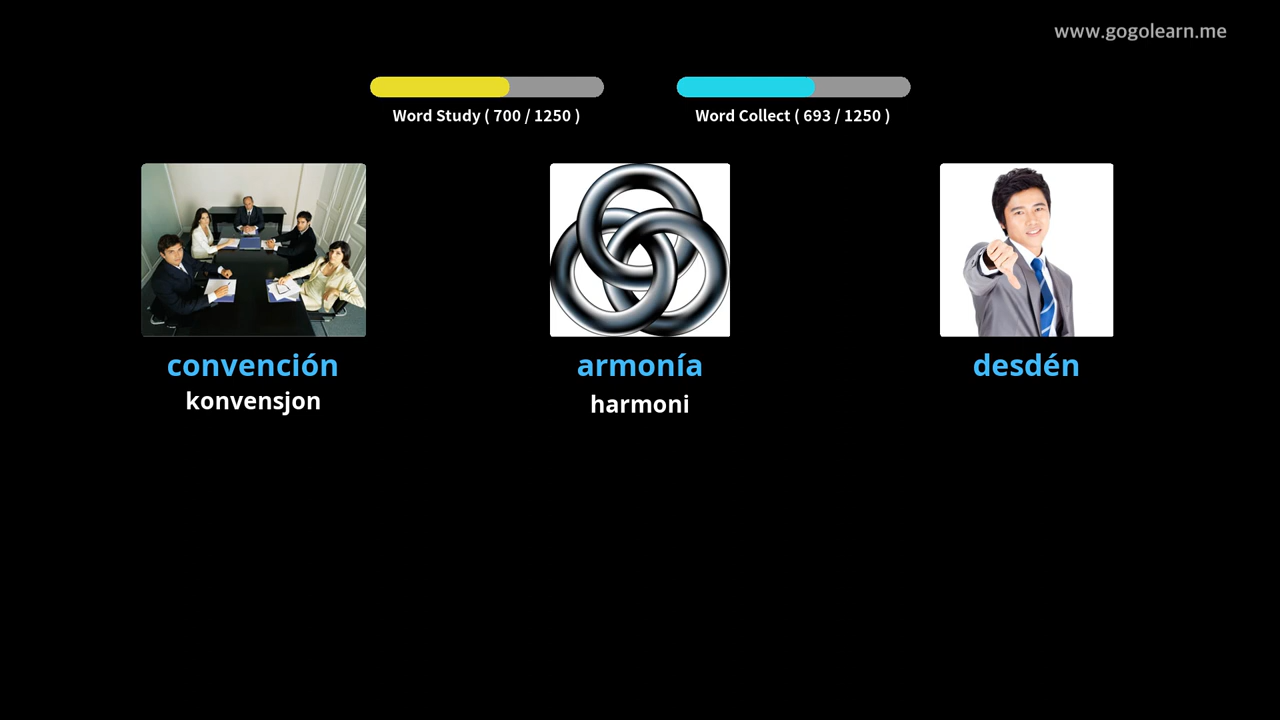 www.gogolearn.me
Word Study ( 700 / 1250 )
Word Collect ( 693 / 1250 )
convención
armonía
desdén
konvensjon
harmoni